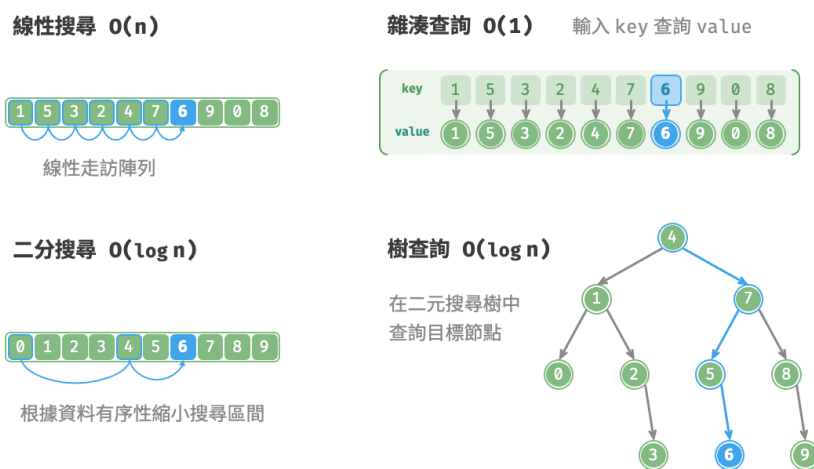 線性搜尋 O(n)
1 5 3 2 4 7 6 9 0 8
線性走訪陣列
雜湊查詢 O(1) 輸入 key 查詢 value
key 1 5 3 2 4 7 6 9 0 8
value 1 5 3 2 4 7 6 9 0 8
二分搜尋 O(log n)
0 1 2 3 4 5 6 7 8 9
根據資料有序性縮小搜尋區間
樹查詢 O(log n)
在二元搜尋樹中
查詢目標節點
4
1 7
0 2 5 8
3 6 9